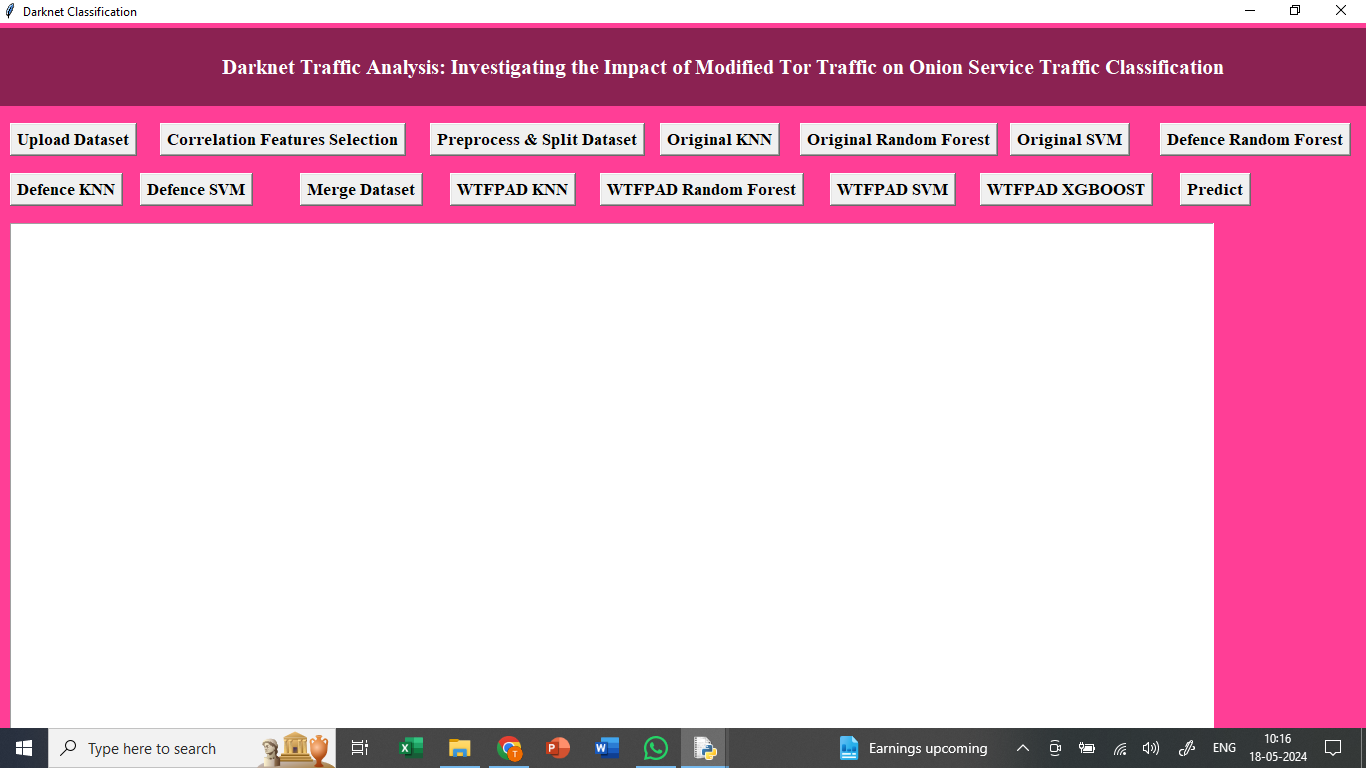 Darknet Classification
Darknet Traffic Analysis: Investigating the Impact of Modified Tor Traffic on Onion Service Traffic Classification
Upload Dataset Correlation Features Selection Preprocess & Split Dataset Original KNN Original Random Forest Original SVM Defence Random Forest
Defence KNN Defence SVM Merge Dataset WTFPAD KNN WTFPAD Random Forest WTFPAD SVM WTFPAD XGBOOST Predict
Type here to search Earnings upcoming ENG 10:16
18-05-2024